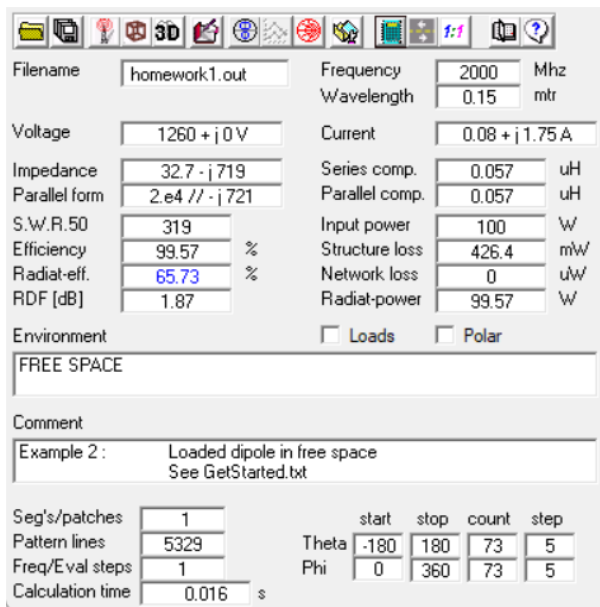 3D 1:1
Filename homework1.out Frequency 2000 Mhz
Wavelength 0.15 mtr
Voltage 1260 + j 0 V Current 0.08 + j 1.75 A
Impedance 32.7 - j 719 Series comp. 0.057 uH
Parallel form 2.e4 // - j 721 Parallel comp. 0.057 uH
S.W.R.50 319 Input power 100 W
Efficiency 99.57 % Structure loss 426.4 mW
Radiat-eff. 65.73 % Network loss 0 uW
RDF [dB] 1.87 Radiat-power 99.57 W
Environment Loads Polar
FREE SPACE
Comment
Example 2 : Loaded dipole in free space
See GetStarted.txt
Seg's/patches 1 start stop count step
Pattern lines 5329 Theta -180 180 73 5
Freq/Eval steps 1 Phi 0 360 73 5
Calculation time 0.016 s